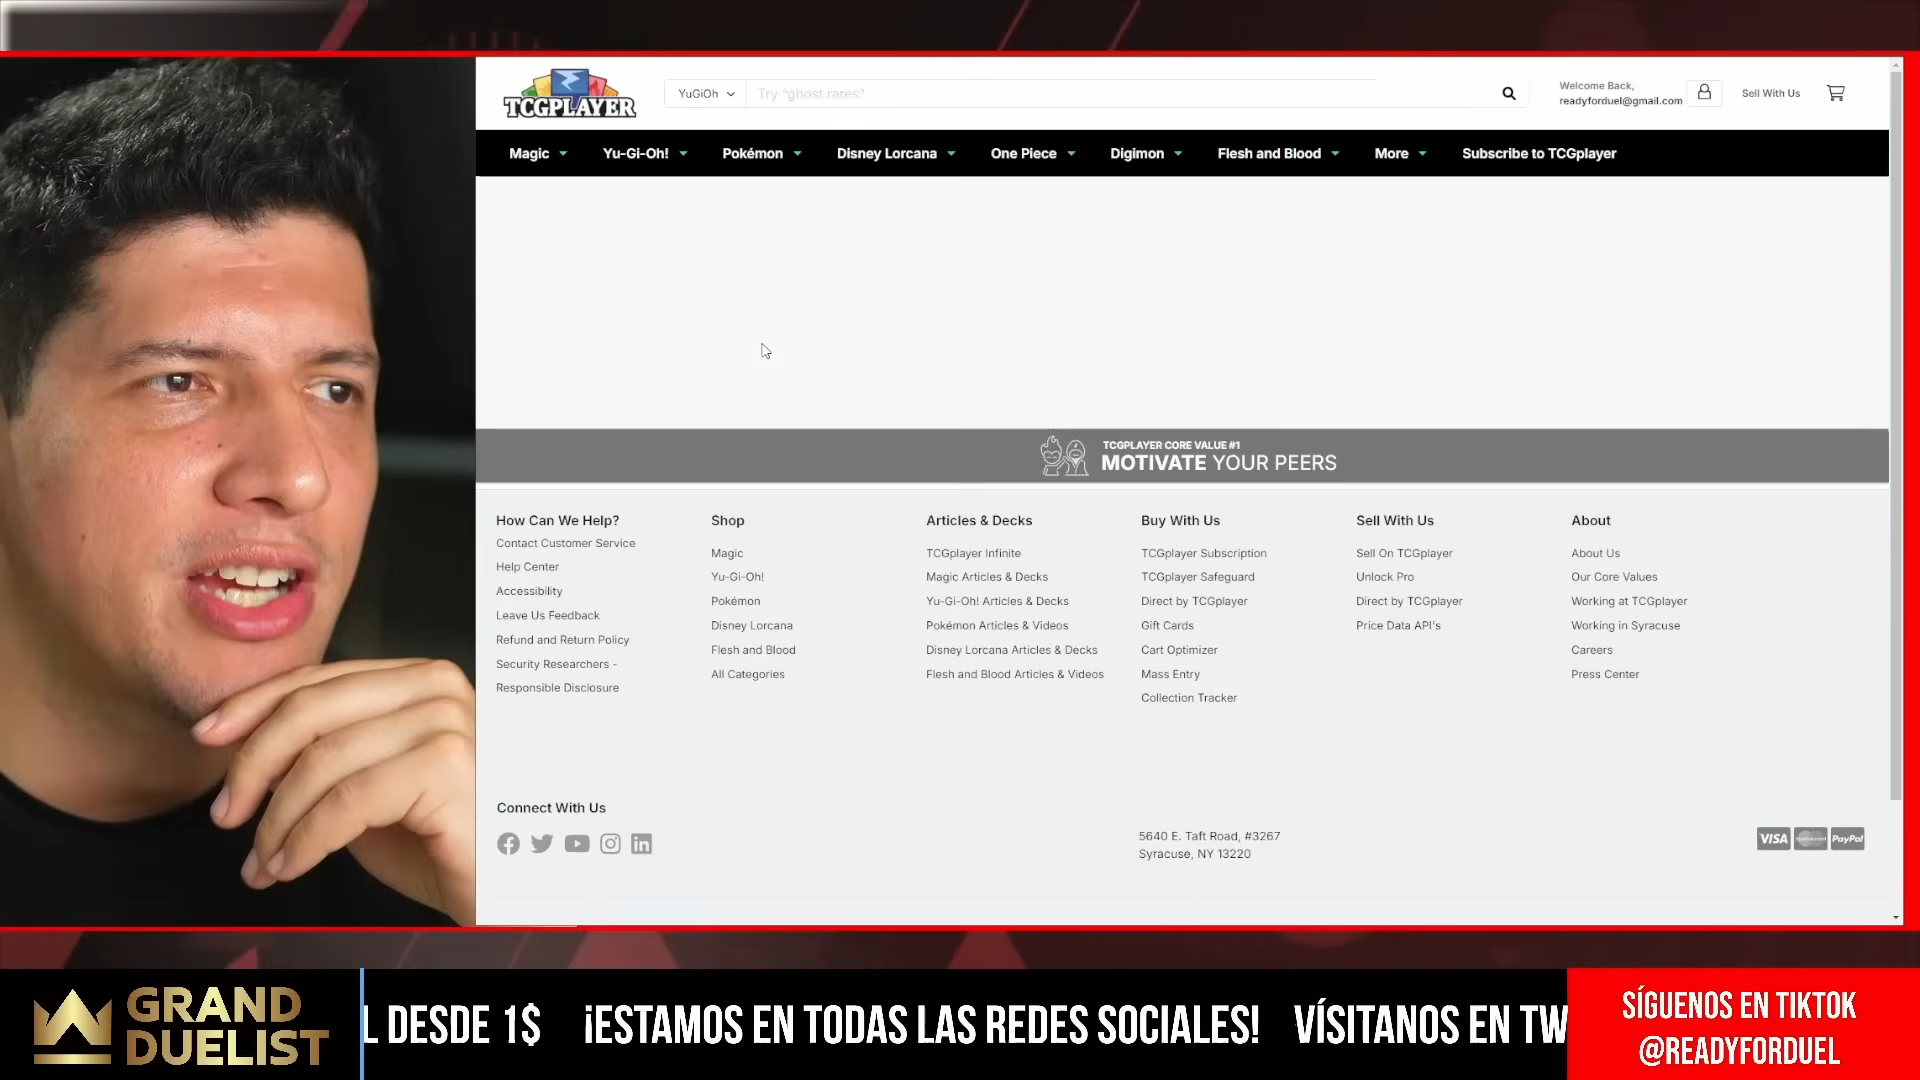 TCGPLAYER
YuGiOh
Try "ghost rates"
Welcome Back,
readyforduel@gmail.com
Sell With Us
Magic
Yu-Gi-Oh!
Pokémon
Disney Lorcana
One Piece
Digimon
Flesh and Blood
More
Subscribe to TCGplayer
TCGPLAYER CORE VALUE #1
MOTIVATE YOUR PEERS
How Can We Help?
Contact Customer Service
Help Center
Accessibility
Leave Us Feedback
Refund and Return Policy
Security Researchers -
Responsible Disclosure
Shop
Magic
Yu-Gi-Oh!
Pokémon
Disney Lorcana
Flesh and Blood
All Categories
Articles & Decks
TCGplayer Infinite
Magic Articles & Decks
Yu-Gi-Oh! Articles & Decks
Pokémon Articles & Videos
Disney Lorcana Articles & Decks
Flesh and Blood Articles & Videos
Buy With Us
TCGplayer Subscription
TCGplayer Safeguard
Direct by TCGplayer
Gift Cards
Cart Optimizer
Mass Entry
Collection Tracker
Sell With Us
Sell On TCGplayer
Unlock Pro
Direct by TCGplayer
Price Data API's
About
About Us
Our Core Values
Working at TCGplayer
Working in Syracuse
Careers
Press Center
Connect With Us
5640 E. Taft Road, #3267
Syracuse, NY 13220
VISA
PayPal
GRAND
DUELIST
L DESDE 1$ ¡ESTAMOS EN TODAS LAS REDES SOCIALES! VÍSITANOS EN TW
SÍGUENOS EN TIKTOK
@READYFORDUEL